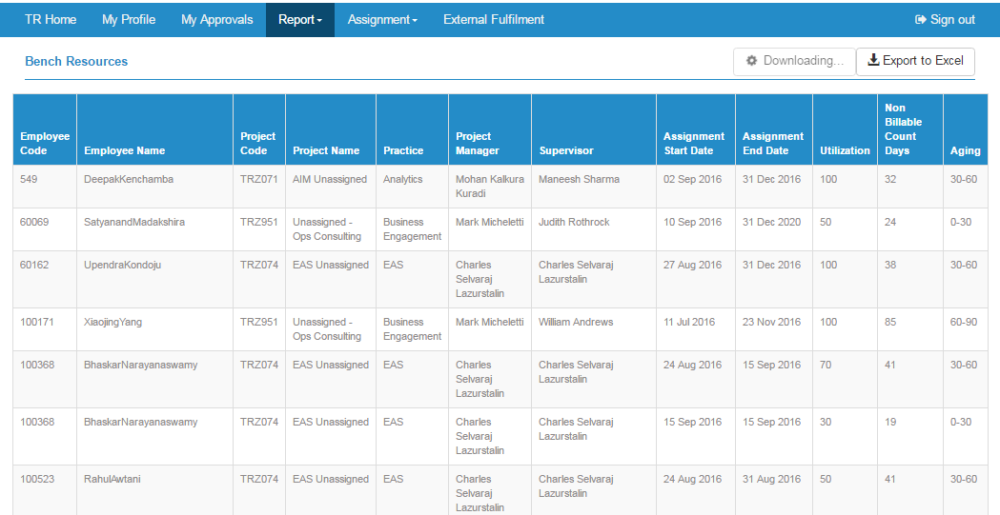 TR Home My Profile My Approvals Report Assignment External Fulfilment Sign out
Bench Resources Downloading... Export to Excel
Employee Code Employee Name Project Code Project Name Practice Project Manager Supervisor Assignment Start Date Assignment End Date Utilization Non Billable Count Days Aging
549 DeepakKenchamba TRZ071 AIM Unassigned Analytics Mohan Kalkura Kuradi Maneesh Sharma 02 Sep 2016 31 Dec 2016 100 32 30-60
60069 SatyanandMadakshira TRZ951 Unassigned - Ops Consulting Business Engagement Mark Micheletti Judith Rothrock 10 Sep 2016 31 Dec 2020 50 24 0-30
60162 UpendraKondoju TRZ074 EAS Unassigned EAS Charles Selvaraj Lazurstalin Charles Selvaraj Lazurstalin 27 Aug 2016 31 Dec 2016 100 38 30-60
100171 XiaojingYang TRZ951 Unassigned - Ops Consulting Business Engagement Mark Micheletti William Andrews 11 Jul 2016 23 Nov 2016 100 85 60-90
100368 BhaskarNarayanaswamy TRZ074 EAS Unassigned EAS Charles Selvaraj Lazurstalin Charles Selvaraj Lazurstalin 24 Aug 2016 15 Sep 2016 70 41 30-60
100368 BhaskarNarayanaswamy TRZ074 EAS Unassigned EAS Charles Selvaraj Lazurstalin Charles Selvaraj Lazurstalin 15 Sep 2016 15 Sep 2016 30 19 0-30
100523 RahulAwtani TRZ074 EAS Unassigned EAS Charles Selvaraj Lazurstalin Charles Selvaraj Lazurstalin 24 Aug 2016 31 Aug 2016 50 41 30-60